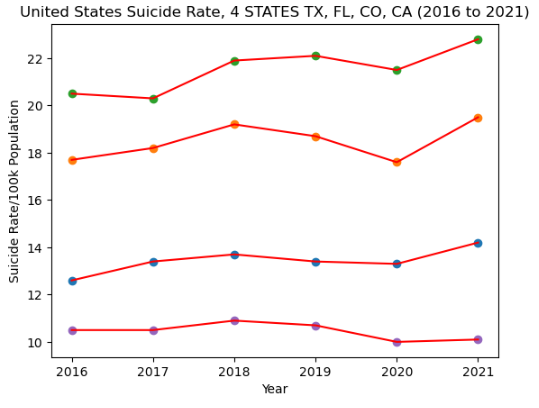 United States Suicide Rate, 4 STATES TX, FL, CO, CA (2016 to 2021)
22
20
18
16
14
12
10
Suicide Rate/100k Population
2016 2017 2018 2019 2020 2021
Year